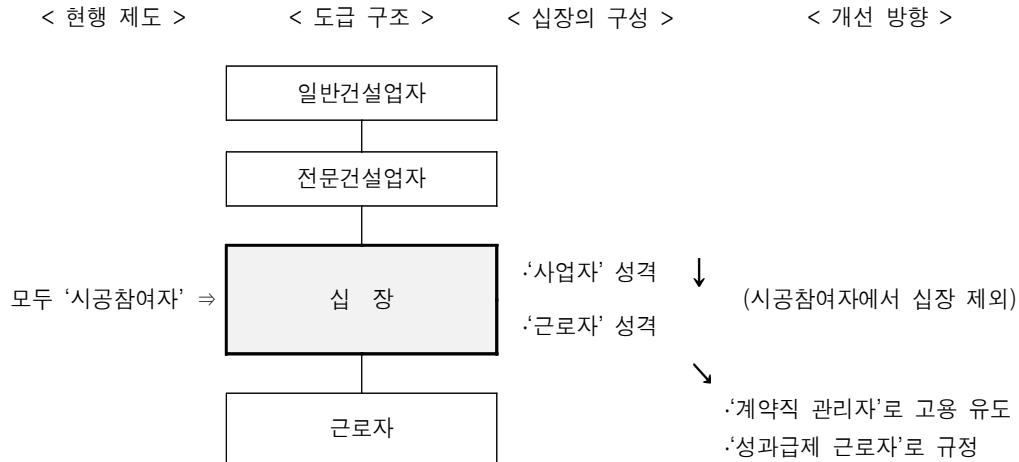 < 현행 제도 > < 도급 구조 > < 십장의 구성 > < 개선 방향 >
일반건설업자
전문건설업자
·‘사업자’ 성격 ↓
모두 ‘시공참여자’ ⇒ 십 장 (시공참여자에서 십장 제외)
·‘근로자’ 성격
↘
·‘계약직 관리자’로 고용 유도
근로자
·‘성과급제 근로자’로 규정